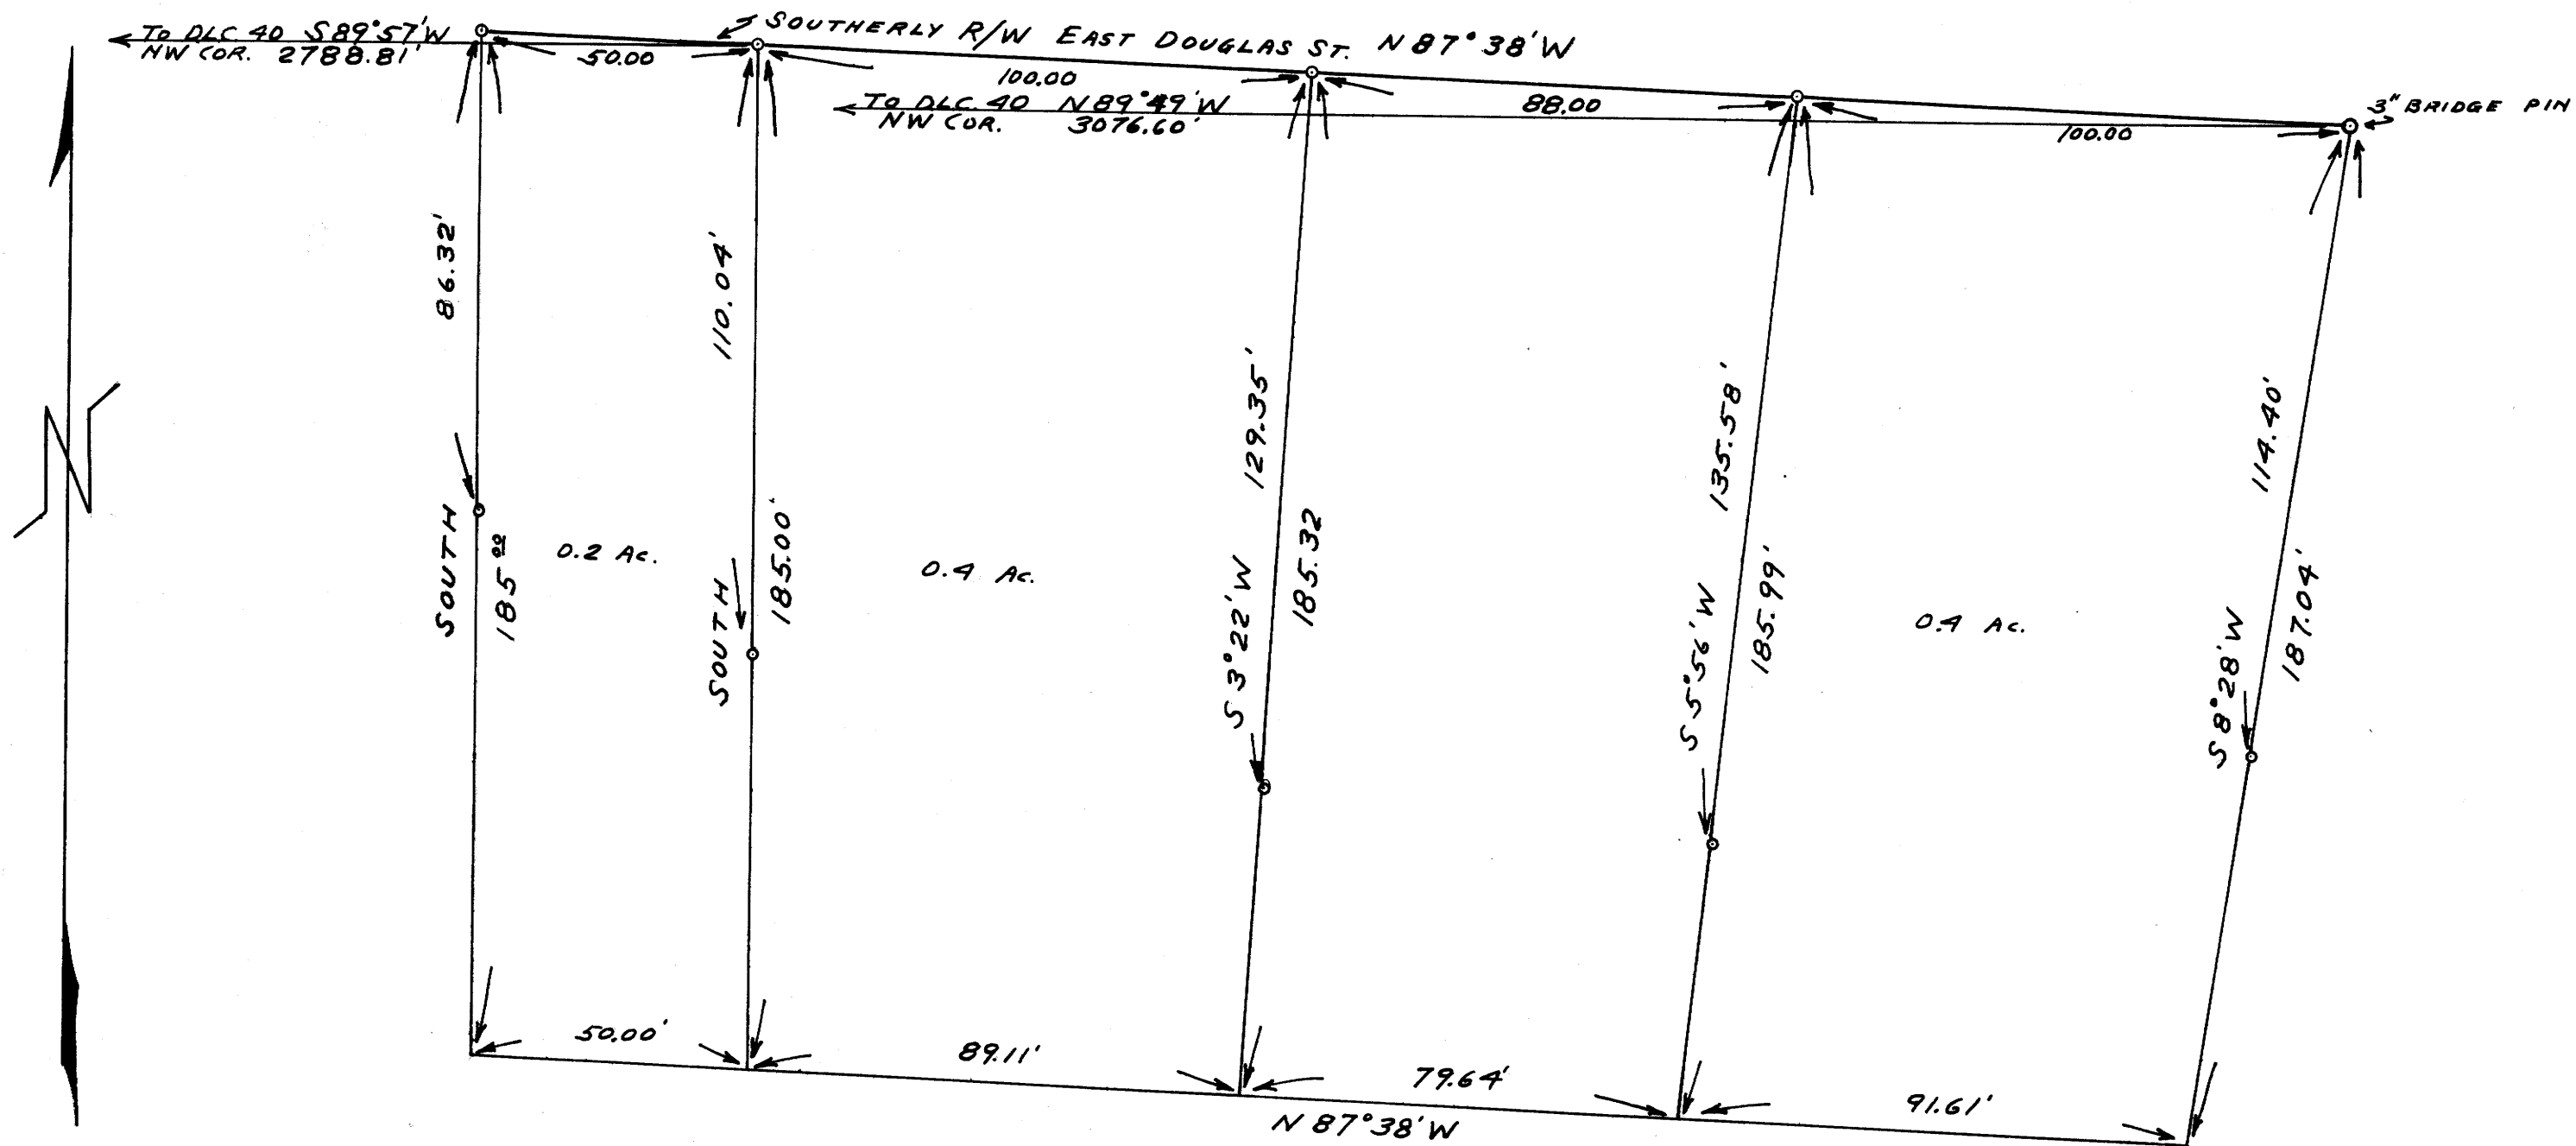 SOUTHERLY R/W EAST DOUGLAS ST. N 87°38'W
TO DLC 40 S89°57'W
NW COR. 2788.81'
50.00
100.00
TO DLC. 40 N89°49'W
NW COR. 3076.60'
88.00
100.00
3" BRIDGE PIN
86.32'
110.04'
129.35'
135.58'
114.40'
N
SOUTH
185.00
0.2 Ac.
SOUTH
185.00'
0.4 Ac.
S 3°22'W
185.32
S 5°56'W
185.99'
0.4 Ac.
S 8°28'W
187.04'
50.00'
89.11'
79.64'
91.61'
N 87°38'W